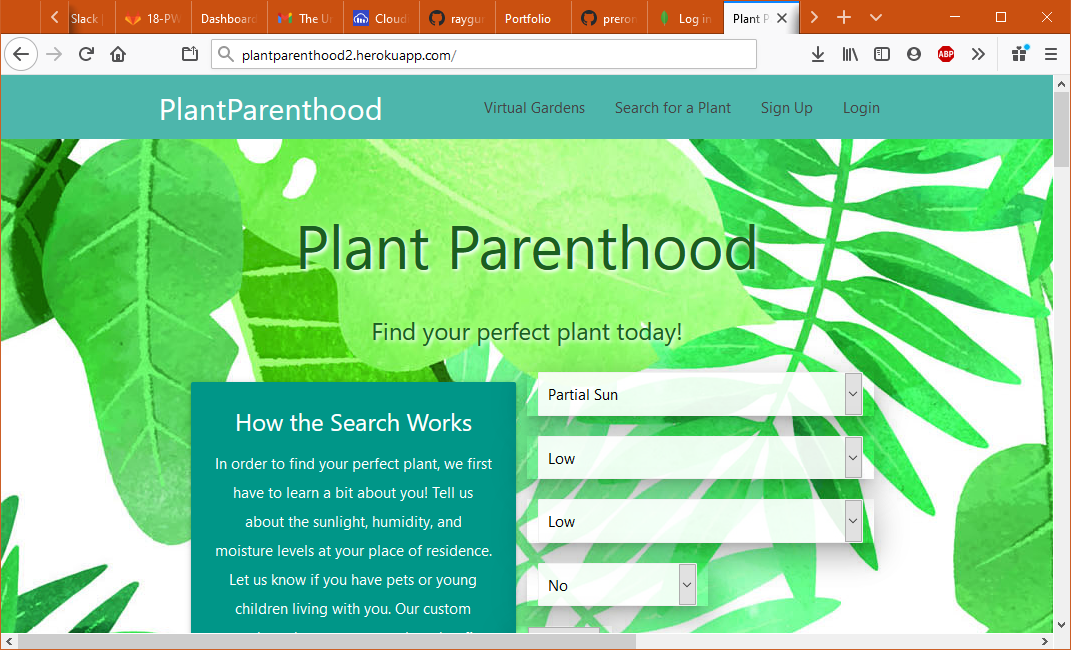 Slack
18-PW
Dashboard
The Un
Cloud
raygun
Portfolio
preron
Log in
Plant P
plantparenthood2.herokuapp.com/
ABP
PlantParenthood
Virtual Gardens
Search for a Plant
Sign Up
Login
Plant Parenthood
Find your perfect plant today!
How the Search Works
In order to find your perfect plant, we first
have to learn a bit about you! Tell us
about the sunlight, humidity, and
moisture levels at your place of residence.
Let us know if you have pets or young
children living with you. Our custom
Partial Sun
Low
Low
No